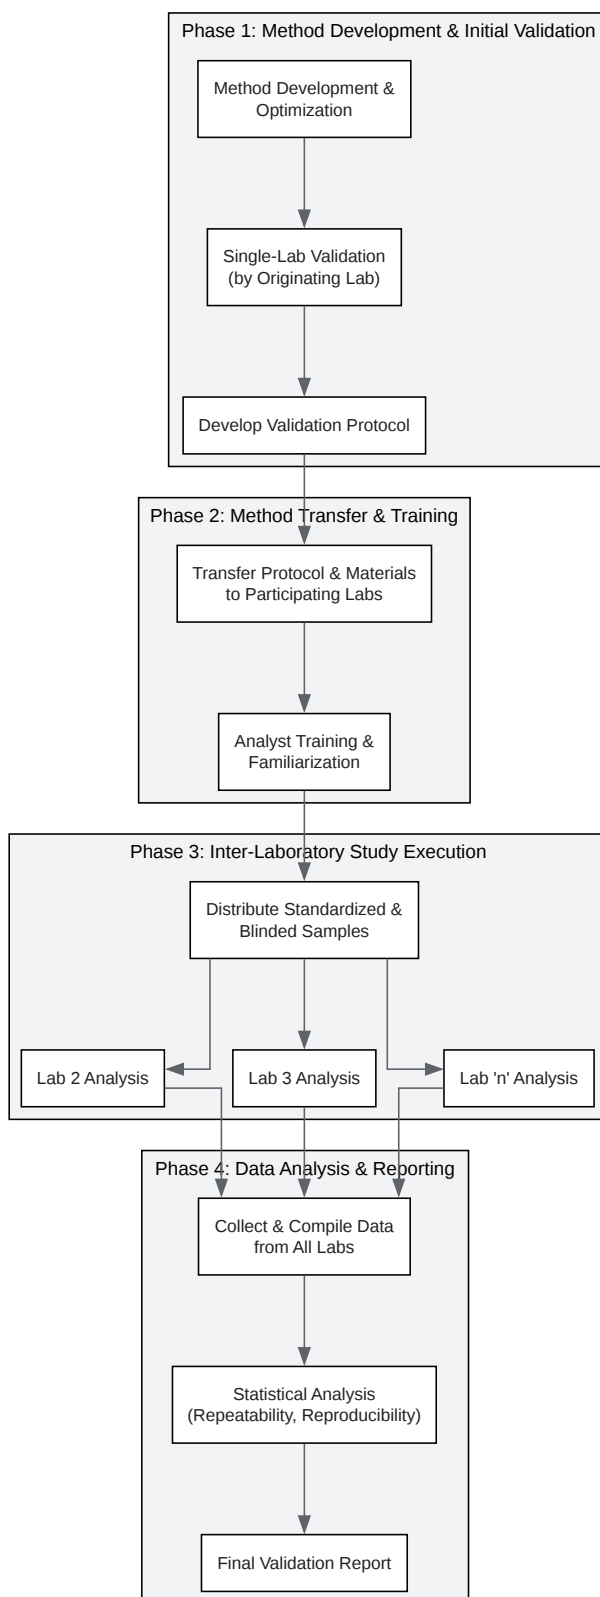 Phase 1: Method Development & Initial Validation
Method Development &
Optimization
Single-Lab Validation
(by Originating Lab)
Develop Validation Protocol
Phase 2: Method Transfer & Training
Transfer Protocol & Materials
to Participating Labs
Analyst Training &
Familiarization
Phase 3: Inter-Laboratory Study Execution
Distribute Standardized &
Blinded Samples
Lab 2 Analysis
Lab 3 Analysis
Lab 'n' Analysis
Phase 4: Data Analysis & Reporting
Collect & Compile Data
from All Labs
Statistical Analysis
(Repeatability, Reproducibility)
Final Validation Report